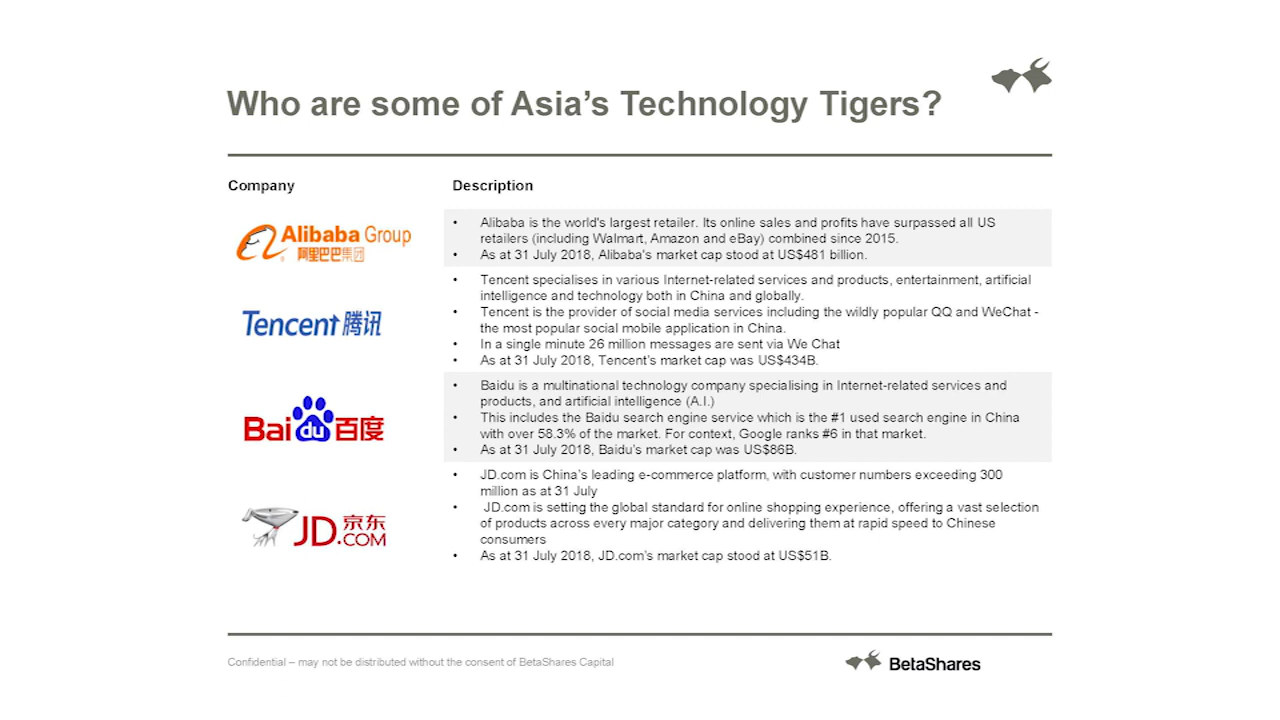 Who are some of Asia's Technology Tigers?
Company
Description
Alibaba Group
阿里巴巴集团
• Alibaba is the world's largest retailer. Its online sales and profits have surpassed all US
retailers (including Walmart, Amazon and eBay) combined since 2015.
• As at 31 July 2018, Alibaba's market cap stood at US$481 billion.
Tencent 腾讯
• Tencent specialises in various Internet-related services and products, entertainment, artificial
intelligence and technology both in China and globally.
• Tencent is the provider of social media services including the wildly popular QQ and WeChat -
the most popular social mobile application in China.
• In a single minute 26 million messages are sent via We Chat
• As at 31 July 2018, Tencent's market cap was US$434B.
Bai du 百度
• Baidu is a multinational technology company specialising in Internet-related services and
products, and artificial intelligence (A.I.)
• This includes the Baidu search engine service which is the #1 used search engine in China
with over 58.3% of the market. For context, Google ranks #6 in that market.
• As at 31 July 2018, Baidu's market cap was US$86B.
JD.COM 京东
• JD.com is China's leading e-commerce platform, with customer numbers exceeding 300
million as at 31 July
• JD.com is setting the global standard for online shopping experience, offering a vast selection
of products across every major category and delivering them at rapid speed to Chinese
consumers
• As at 31 July 2018, JD.com's market cap stood at US$51B.
Confidential – may not be distributed without the consent of BetaShares Capital
BetaShares